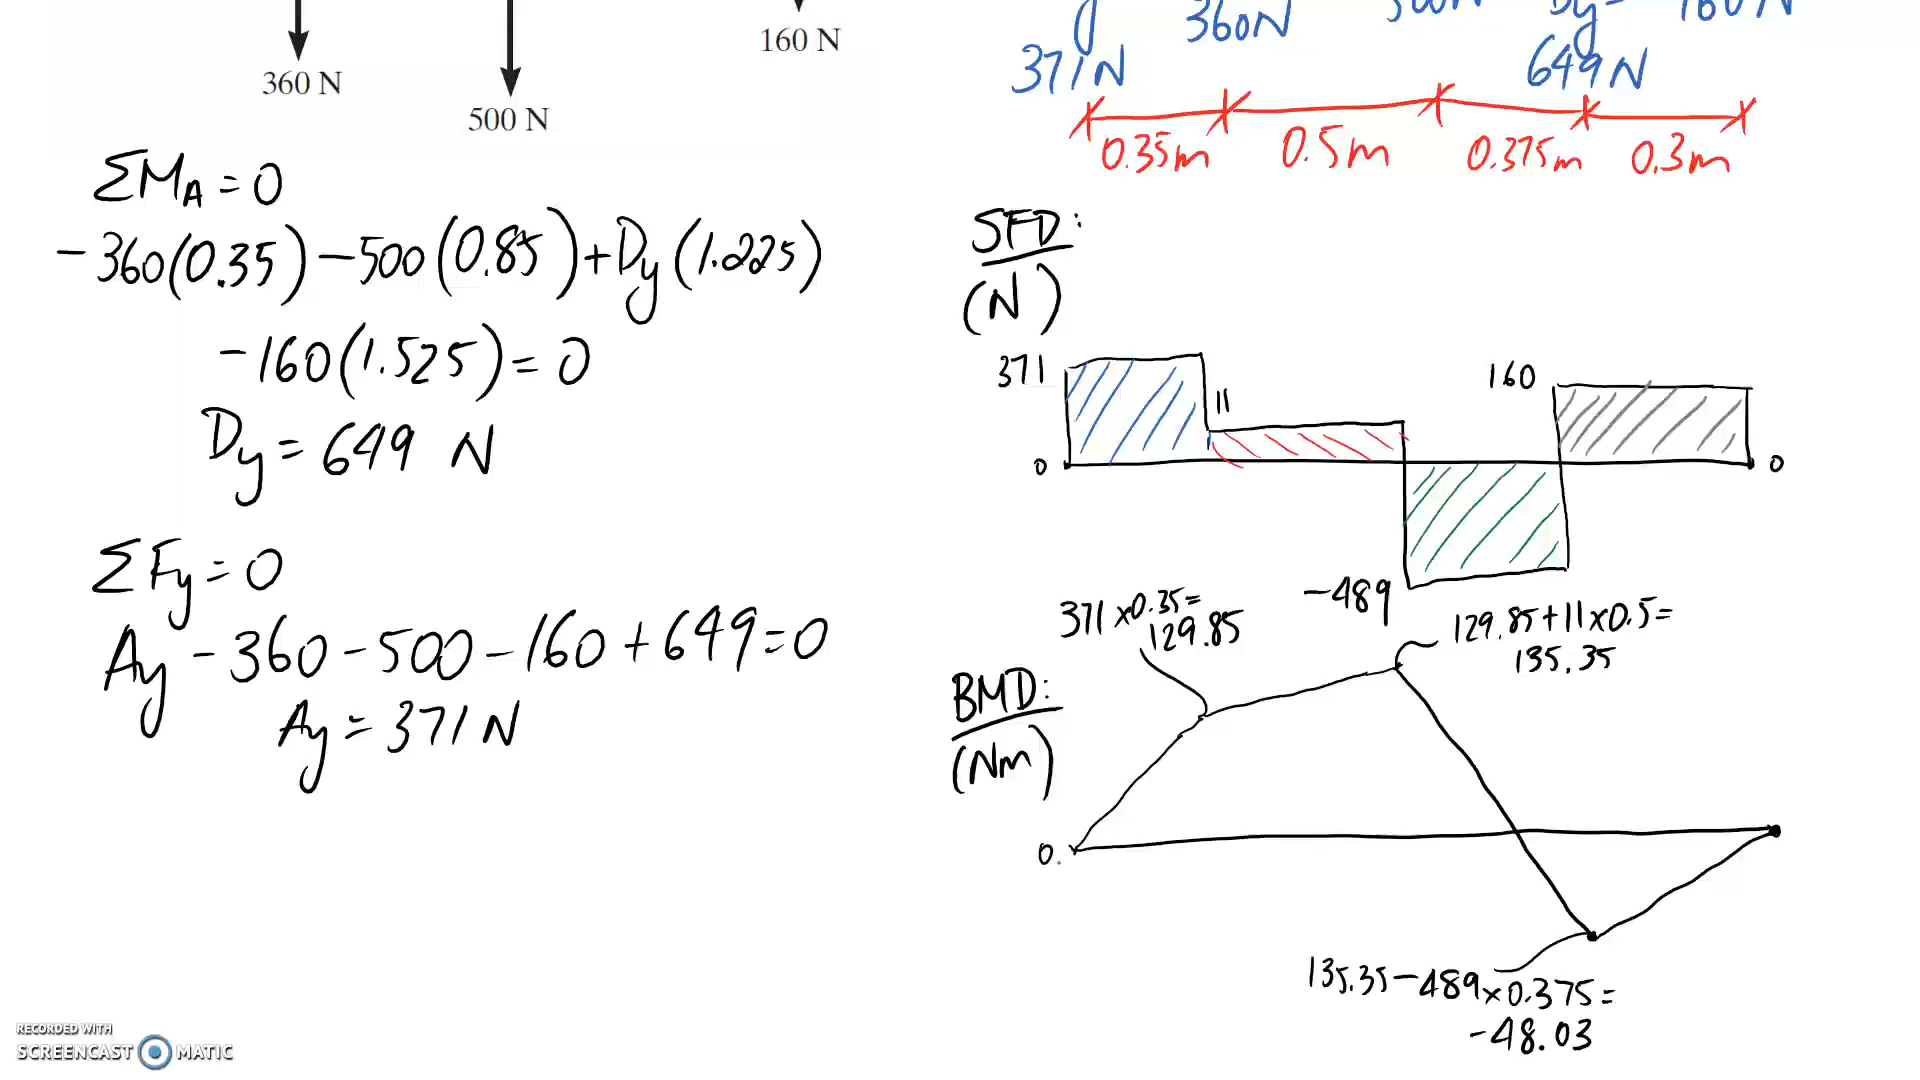 360 N
500 N
160 N
ΣM_A = 0
-360(0.35) - 500(0.85) + Dy(1.225)
-160(1.525) = 0
Dy = 649 N
ΣFy = 0
Ay - 360 - 500 - 160 + 649 = 0
Ay = 371 N
360N
Dy=
160 N
371N
649N
0.35m
0.5m
0.375m
0.3m
SFD:
(N)
371
11
160
0
0
-489
371×0.35=
129.85
129.85+11×0.5=
135.35
BMD:
(Nm)
0.
135.35-489×0.375=
-48.03
RECORDED WITH
SCREENCAST MATIC